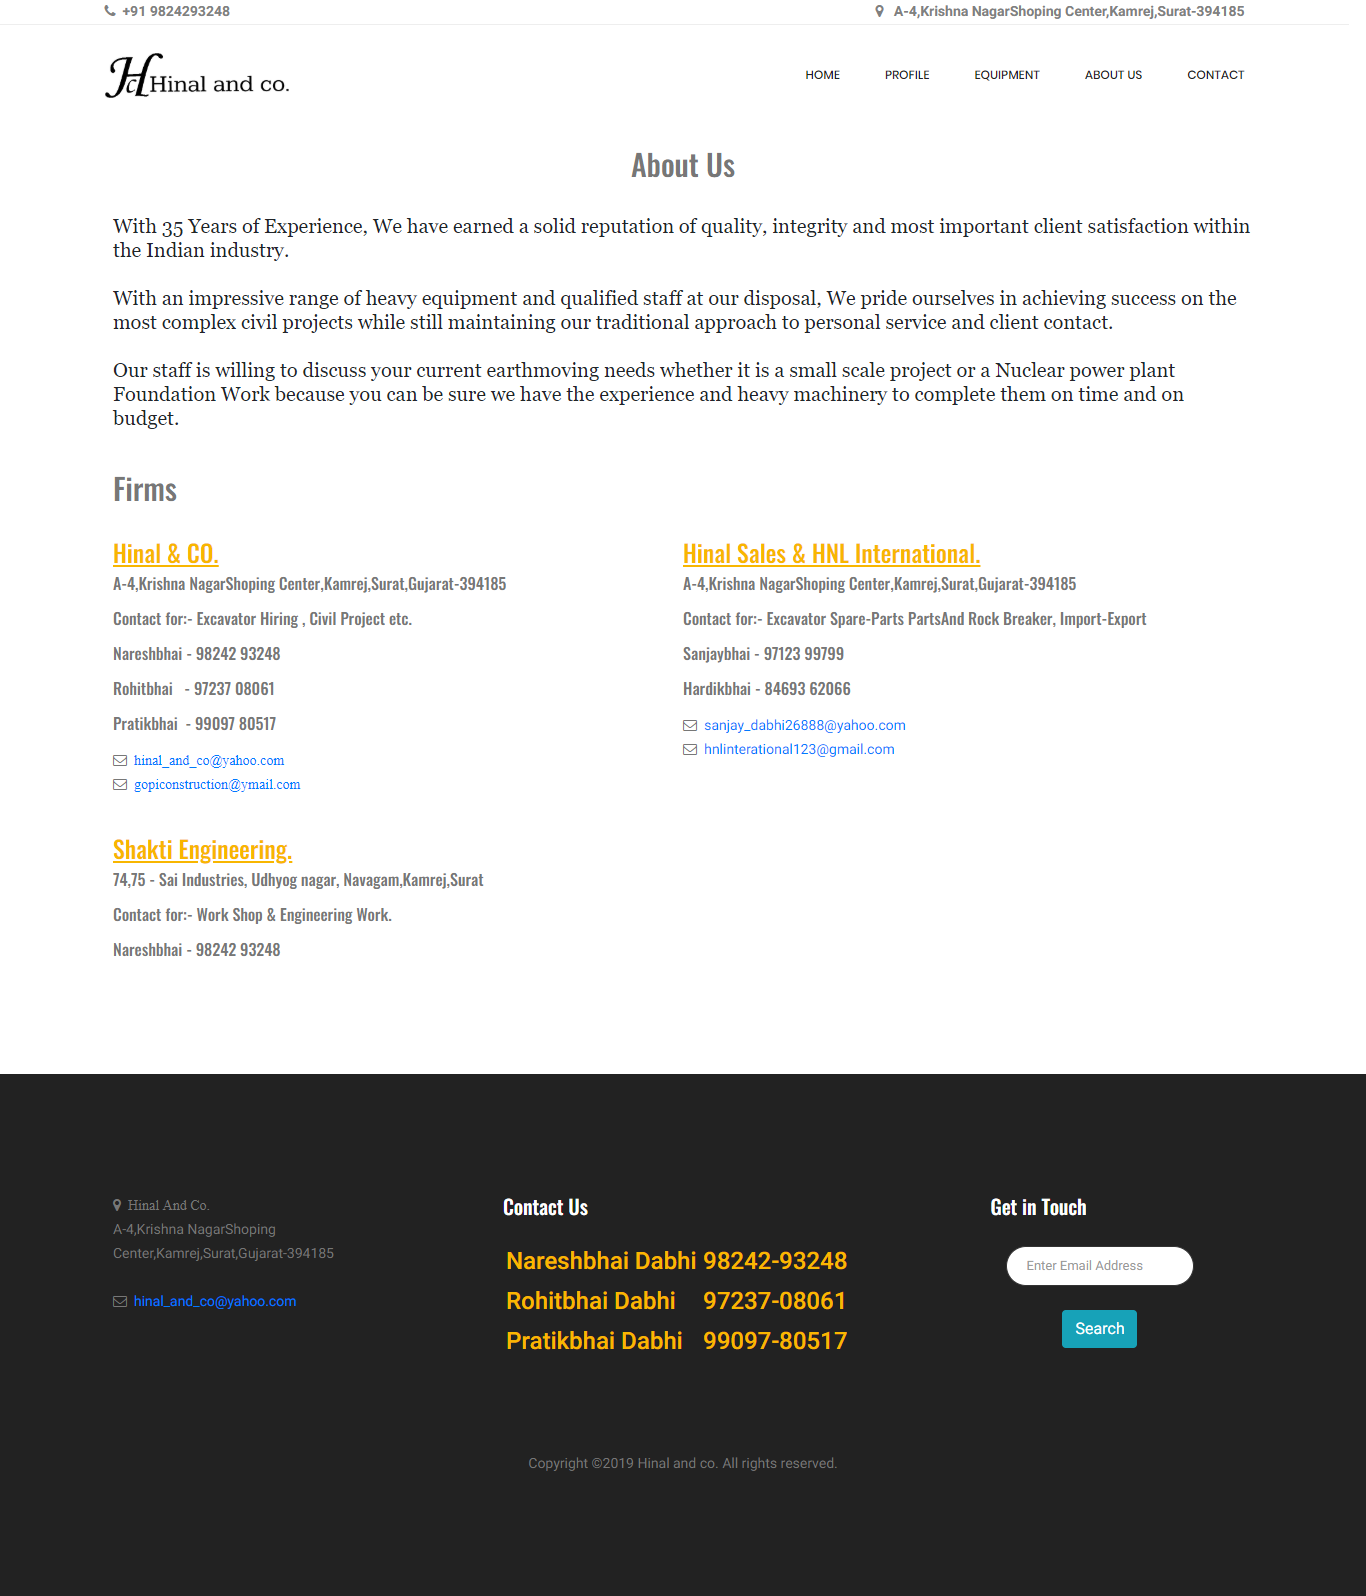 +91 9824293248
A-4,Krishna NagarShoping Center,Kamrej,Surat-394185
Hc Hinal and co.
HOME PROFILE EQUIPMENT ABOUT US CONTACT
About Us
With 35 Years of Experience, We have earned a solid reputation of quality, integrity and most important client satisfaction within
the Indian industry.
With an impressive range of heavy equipment and qualified staff at our disposal, We pride ourselves in achieving success on the
most complex civil projects while still maintaining our traditional approach to personal service and client contact.
Our staff is willing to discuss your current earthmoving needs whether it is a small scale project or a Nuclear power plant
Foundation Work because you can be sure we have the experience and heavy machinery to complete them on time and on
budget.
Firms
Hinal & CO.
A-4,Krishna NagarShoping Center,Kamrej,Surat,Gujarat-394185
Contact for:- Excavator Hiring , Civil Project etc.
Nareshbhai - 98242 93248
Rohitbhai - 97237 08061
Pratikbhai - 99097 80517
hinal_and_co@yahoo.com
gopiconstruction@ymail.com
Hinal Sales & HNL International.
A-4,Krishna NagarShoping Center,Kamrej,Surat,Gujarat-394185
Contact for:- Excavator Spare-Parts PartsAnd Rock Breaker, Import-Export
Sanjaybhai - 97123 99799
Hardikbhai - 84693 62066
sanjay_dabhi26888@yahoo.com
hnlinterational123@gmail.com
Shakti Engineering.
74,75 - Sai Industries, Udhyog nagar, Navagam,Kamrej,Surat
Contact for:- Work Shop & Engineering Work.
Nareshbhai - 98242 93248
Hinal And Co.
A-4,Krishna NagarShoping
Center,Kamrej,Surat,Gujarat-394185
hinal_and_co@yahoo.com
Contact Us
Nareshbhai Dabhi 98242-93248
Rohitbhai Dabhi 97237-08061
Pratikbhai Dabhi 99097-80517
Get in Touch
Enter Email Address
Search
Copyright ©2019 Hinal and co. All rights reserved.